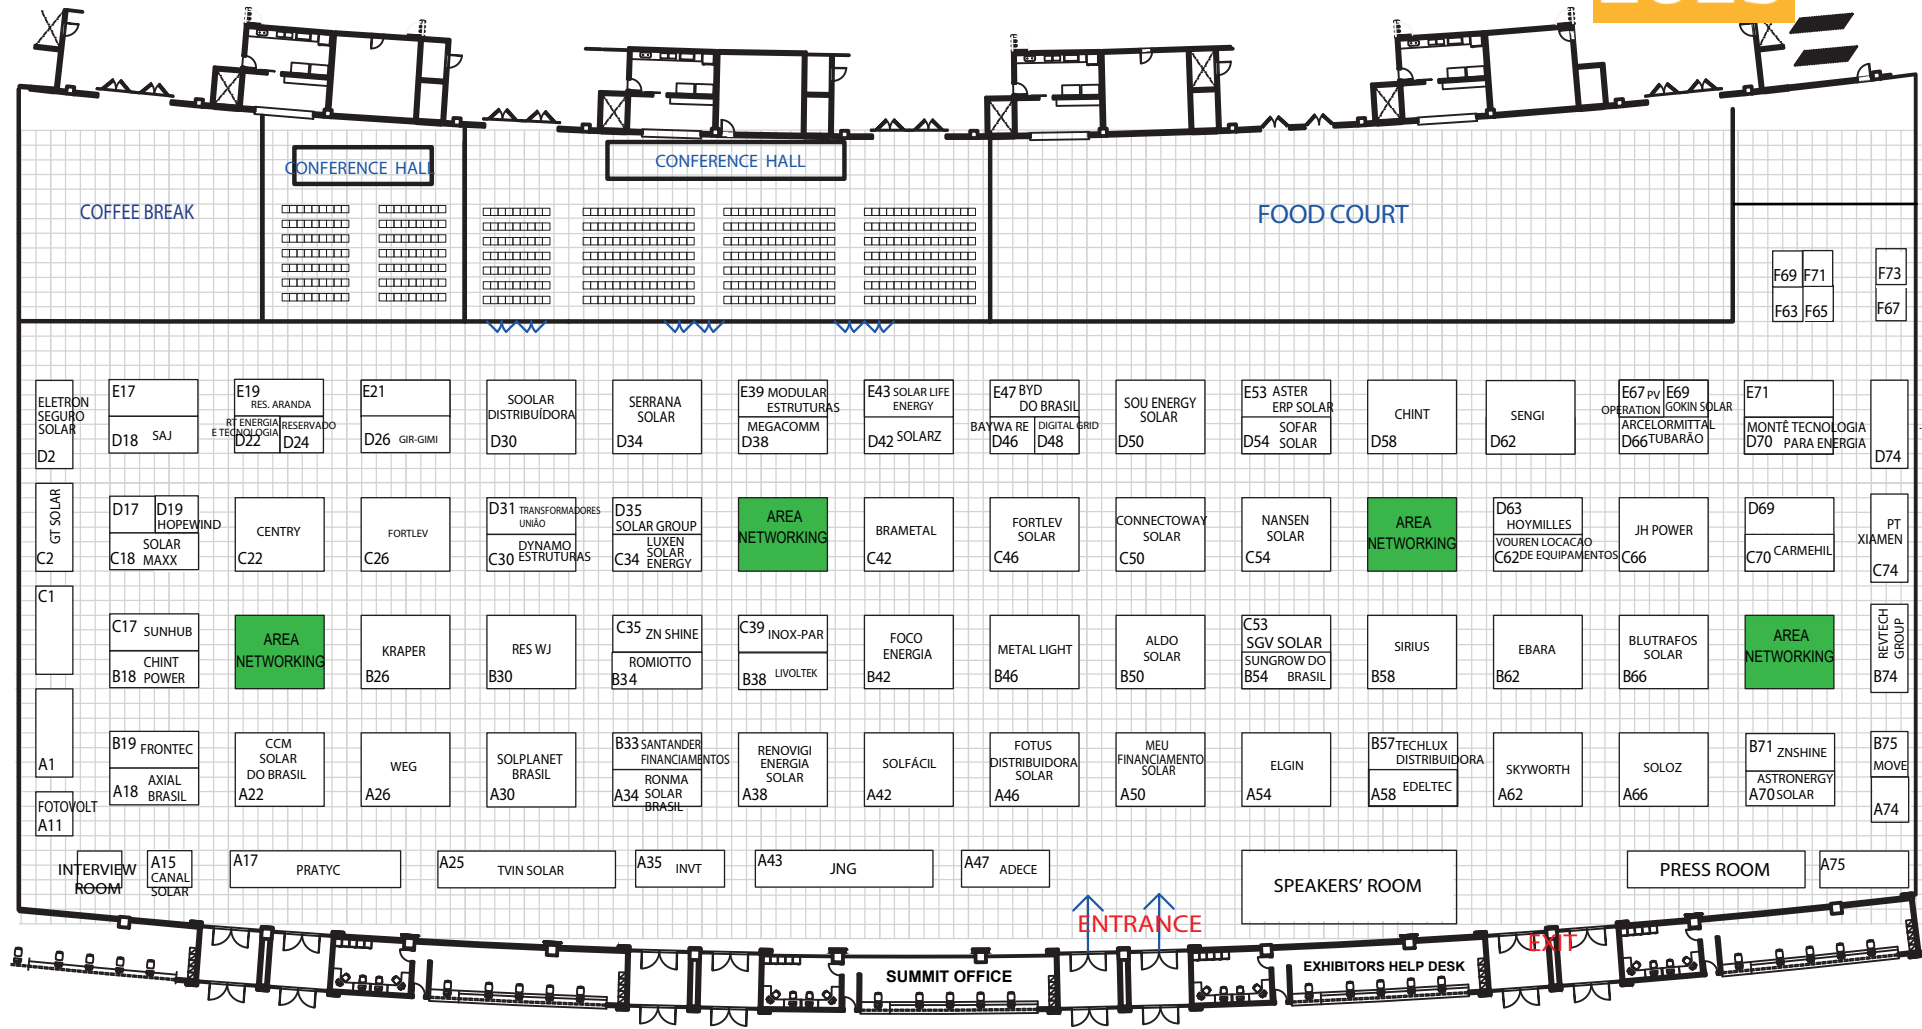 CONFERENCE HALL
CONFERENCE HALL
COFFEE BREAK
FOOD COURT
F69 F71
F73
F63 F65
F67
ELETRON
SEGURO
SOLAR
D2
E17
D18 SAJ
E19
RES. ARANDA
RT ENERGIA
E TECNOLOGIA
D22
RESERVADO
D24
E21
D26 GIR-GIMI
SOOLAR
DISTRIBUÍDORA
D30
SERRANA
SOLAR
D34
E39 MODULAR
ESTRUTURAS
MEGACOMM
D38
E43 SOLAR LIFE
ENERGY
D42 SOLARZ
E47 BYD
DO BRASIL
BAYWA RE
D46
DIGITAL GRID
D48
SOU ENERGY
SOLAR
D50
E53 ASTER
ERP SOLAR
D54 SOFAR
SOLAR
CHINT
D58
SENGI
D62
E67 PV
OPERATION
E69
GOKIN SOLAR
ARCELORMITTAL
D66 TUBARÃO
E71
MONTÊ TECNOLOGIA
D70 PARA ENERGIA
D74
GT SOLAR
C2
D17
D19
HOPEWIND
C18 SOLAR
MAXX
CENTRY
C22
FORTLEV
C26
D31 TRANSFORMADORES
UNIÃO
C30 DYNAMO
ESTRUTURAS
D35
SOLAR GROUP
C34 LUXEN
SOLAR
ENERGY
AREA
NETWORKING
BRAMETAL
C42
FORTLEV
SOLAR
C46
CONNECTOWAY
SOLAR
C50
NANSEN
SOLAR
C54
AREA
NETWORKING
D63
HOYMILLES
VOUREN LOCACAO
C62 DE EQUIPAMENTOS
JH POWER
C66
D69
C70 CARMEHIL
PT
XIAMEN
C74
C1
C17 SUNHUB
B18 CHINT
POWER
AREA
NETWORKING
KRAPER
B26
RES WJ
B30
C35 ZN SHINE
ROMIOTTO
B34
C39 INOX-PAR
B38 LIVOLTEK
FOCO
ENERGIA
B42
METAL LIGHT
B46
ALDO
SOLAR
B50
C53
SGV SOLAR
SUNGROW DO
B54 BRASIL
SIRIUS
B58
EBARA
B62
BLUTRAFOS
SOLAR
B66
AREA
NETWORKING
REVTECH
GROUP
B74
A1
B19 FRONTEC
A18 AXIAL
BRASIL
CCM
SOLAR
DO BRASIL
A22
WEG
A26
SOLPLANET
BRASIL
A30
B33 SANTANDER
FINANCIAMENTOS
A34 RONMA
SOLAR
BRASIL
RENOVIGI
ENERGIA
SOLAR
A38
SOLFÁCIL
A42
FOTUS
DISTRIBUIDORA
SOLAR
A46
MEU
FINANCIAMENTO
SOLAR
A50
ELGIN
A54
B57 TECHLUX
DISTRIBUIDORA
A58 EDELTEC
SKYWORTH
A62
SOLOZ
A66
B71 ZNSHINE
ASTRONERGY
A70 SOLAR
B75
MOVE
A74
FOTOVOLT
A11
INTERVIEW
ROOM
A15
CANAL
SOLAR
A17
PRATYC
A25
TVIN SOLAR
A35
INVT
A43
JNG
A47
ADECE
SPEAKERS' ROOM
PRESS ROOM
A75
ENTRANCE
EXIT
SUMMIT OFFICE
EXHIBITORS HELP DESK